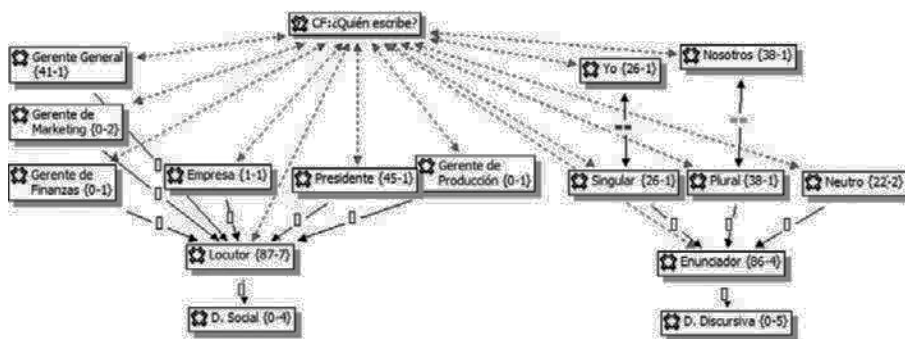 CF:¿Quién escribe?
Gerente General
{41-1}
Yo {26-1}
Nosotros {38-1}
Gerente de
Marketing {0-2}
Gerente de
Finanzas {0-1}
Empresa {1-1}
Presidente {45-1}
Gerente de
Producción {0-1}
Singular {26-1}
Plural {38-1}
Neutro {22-2}
==
==
Locutor {87-7}
Enunciador {86-4}
D. Social {0-4}
D. Discursiva {0-5}